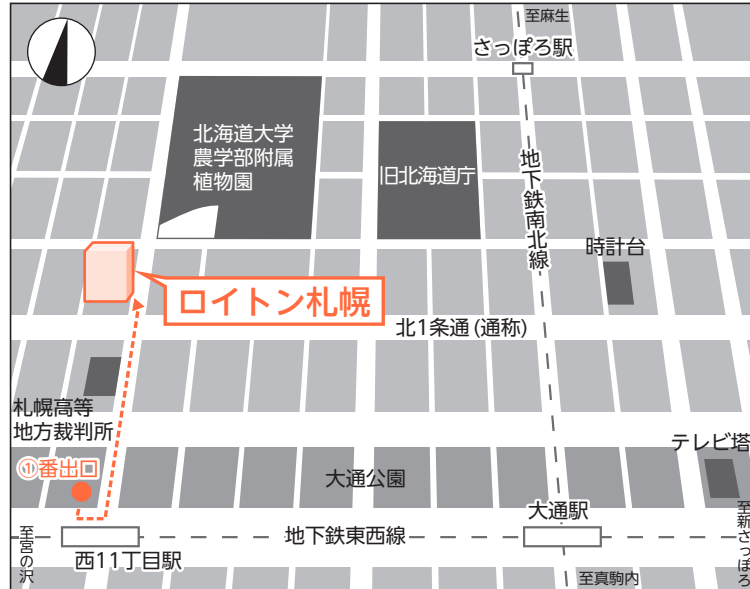 至麻生
さっぽろ駅
北海道大学
農学部附属
植物園
旧北海道庁
地下鉄南北線
時計台
ロイトン札幌
北1条通(通称)
札幌高等
地方裁判所
①番出口
大通公園
テレビ塔
至宮の沢
西11丁目駅
地下鉄東西線
大通駅
至新さっぽろ
至真駒内